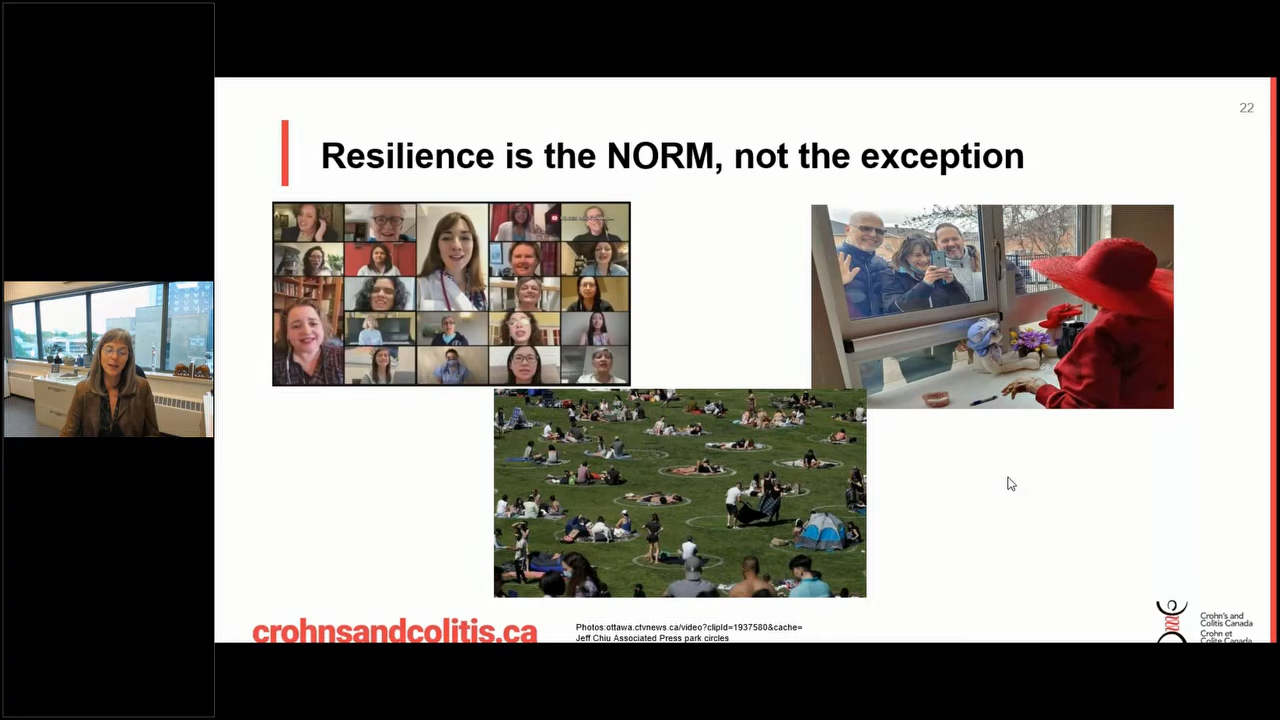 22
Resilience is the NORM, not the exception
crohnsandcolitis.ca
Photos:ottawa.ctvnews.ca/video?clipId=1937580&cache=
Jeff Chiu Associated Press park circles
Crohn's and
Colitis Canada
Crohn et
Colite Canada